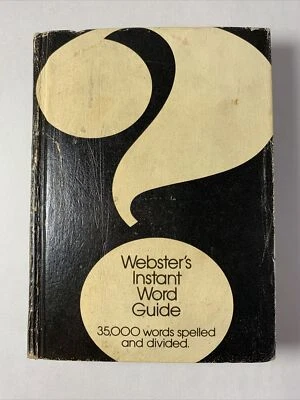 Webster's
Instant
Word
Guide
35,000 words spelled
and divided.